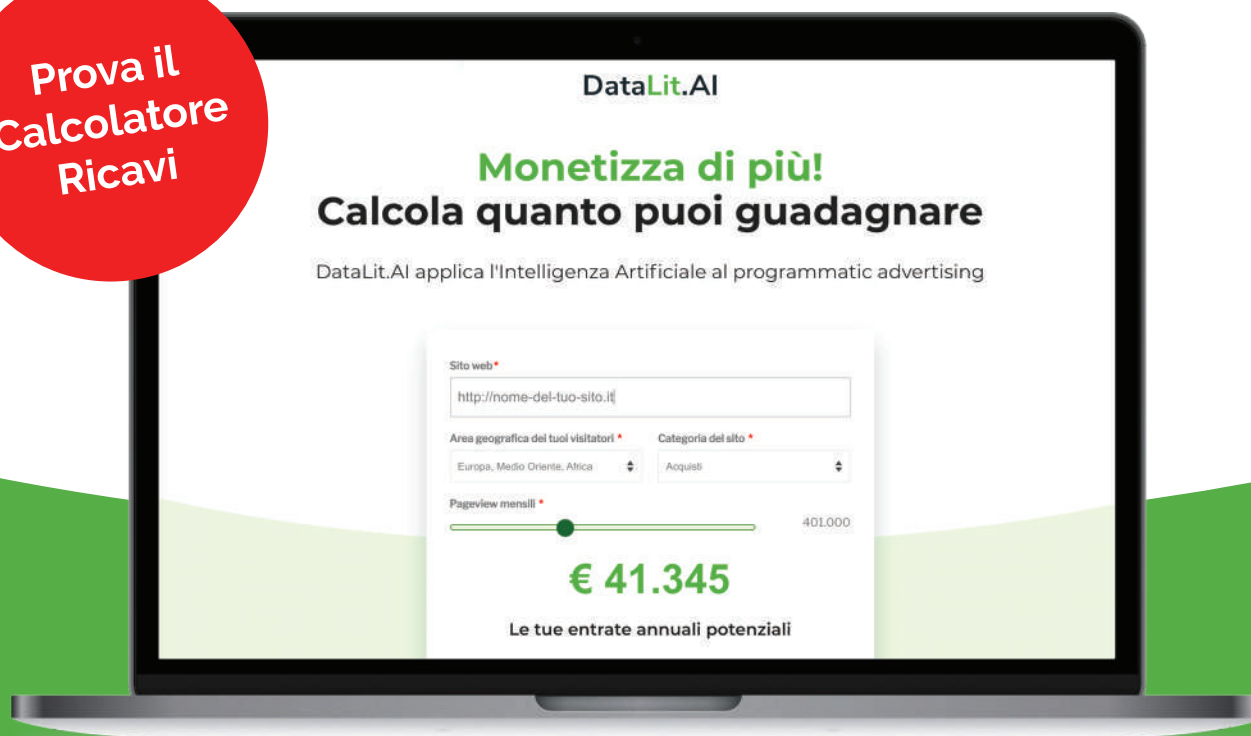 Prova il
Calcolatore
Ricavi
DataLit.AI
Monetizza di più!
Calcola quanto puoi guadagnare
DataLit.AI applica l'Intelligenza Artificiale al programmatic advertising
Sito web*
http://nome-del-tuo-sito.it
Area geografica dei tuoi visitatori * Categoria del sito *
Europa, Medio Oriente, Africa Acquisti
Pageview mensili *
401.000
€ 41.345
Le tue entrate annuali potenziali